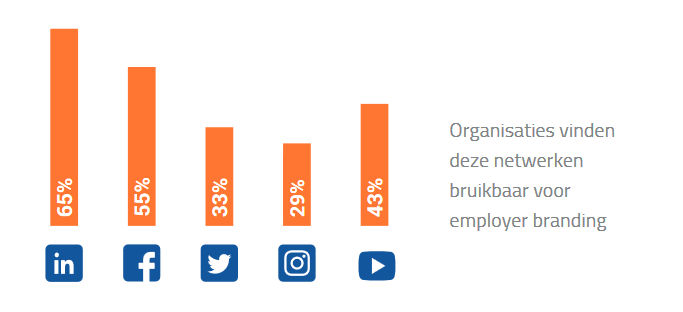 65%
55%
33%
29%
43%
Organisaties vinden
deze netwerken
bruikbaar voor
employer branding
in
f